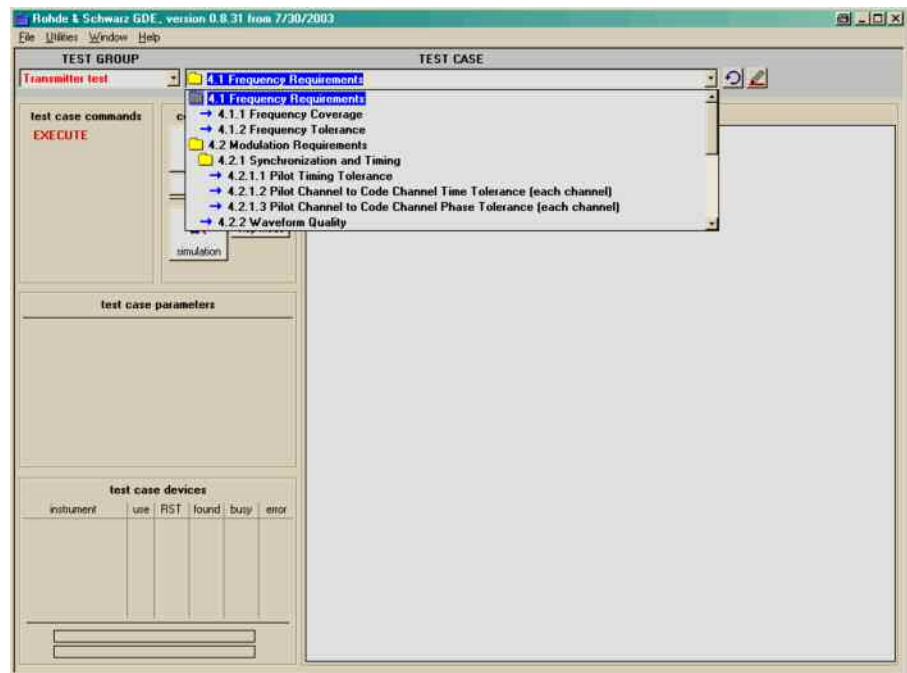 Rohde & Schwarz GDE, version 0.8.31 from 7/30/2003
File Utilities Window Help
TEST GROUP
TEST CASE
Transmitter test
4.1 Frequency Requirements
4.1 Frequency Requirements
4.1.1 Frequency Coverage
4.1.2 Frequency Tolerance
4.2 Modulation Requirements
4.2.1 Synchronization and Timing
4.2.1.1 Pilot Timing Tolerance
4.2.1.2 Pilot Channel to Code Channel Time Tolerance (each channel)
4.2.1.3 Pilot Channel to Code Channel Phase Tolerance (each channel)
4.2.2 Waveform Quality
test case commands
EXECUTE
simulation
test case parameters
test case devices
instrument use RST found busy error